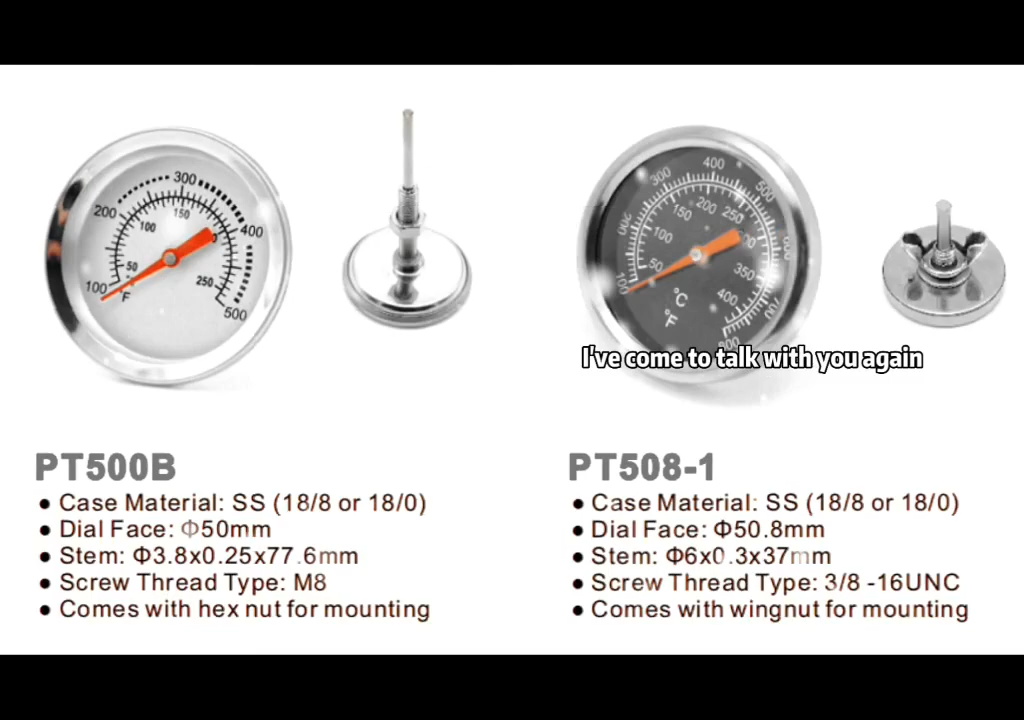 300
200
150
400
100
50
100
250
°C
°F
500
400
300
500
200
200
250
150
100
350
50
100
400
700
°C
°F
800
I've come to talk with you again
PT500B
● Case Material: SS (18/8 or 18/0)
● Dial Face: Φ50mm
● Stem: Φ3.8x0.25x77.6mm
● Screw Thread Type: M8
● Comes with hex nut for mounting
PT508-1
● Case Material: SS (18/8 or 18/0)
● Dial Face: Φ50.8mm
● Stem: Φ6x0.3x37mm
● Screw Thread Type: 3/8 -16UNC
● Comes with wingnut for mounting